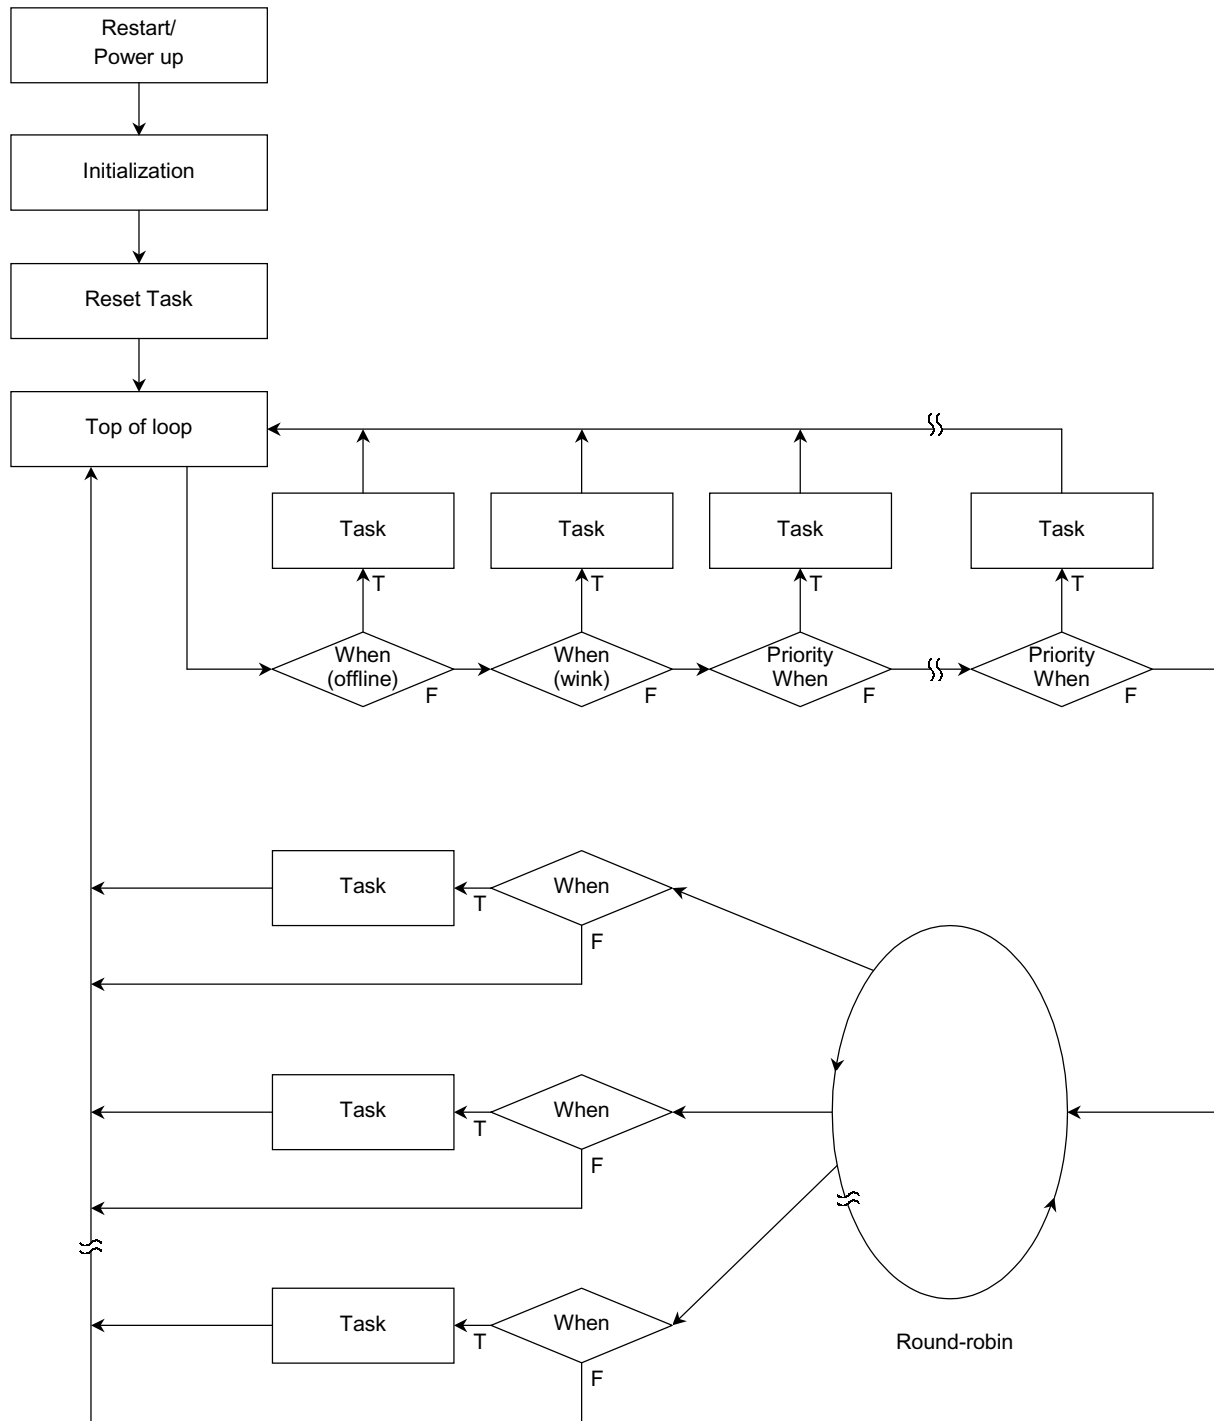 Restart/
Power up
Initialization
Reset Task
Top of loop
Task
Task
Task
Task
T
T
T
T
When
(offline)
F
When
(wink)
F
Priority
When
F
Priority
When
F
Task
T
When
F
Task
T
When
F
Task
T
When
F
Round-robin